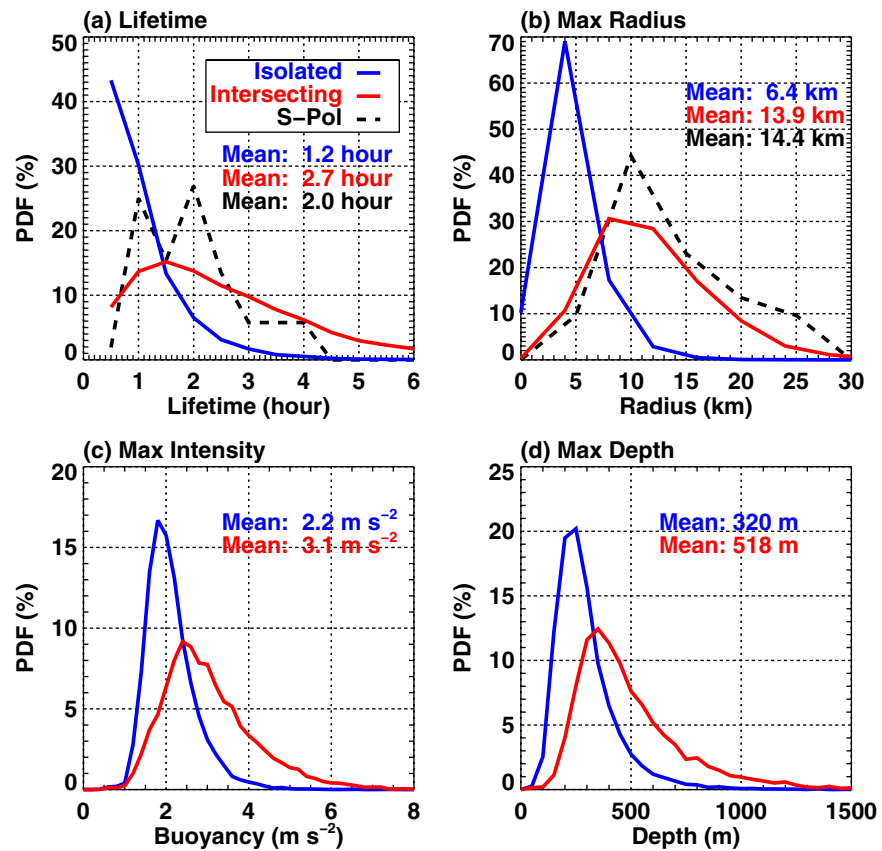 (a) Lifetime
50
40
30
20
10
0
PDF (%)
Isolated
Intersecting
S-Pol
Mean: 1.2 hour
Mean: 2.7 hour
Mean: 2.0 hour
0 1 2 3 4 5 6
Lifetime (hour)
(b) Max Radius
70
60
50
40
30
20
10
0
PDF (%)
Mean: 6.4 km
Mean: 13.9 km
Mean: 14.4 km
0 5 10 15 20 25 30
Radius (km)
(c) Max Intensity
20
15
10
5
0
PDF (%)
Mean: 2.2 m s⁻²
Mean: 3.1 m s⁻²
0 2 4 6 8
Buoyancy (m s⁻²)
(d) Max Depth
25
20
15
10
5
0
PDF (%)
Mean: 320 m
Mean: 518 m
0 500 1000 1500
Depth (m)